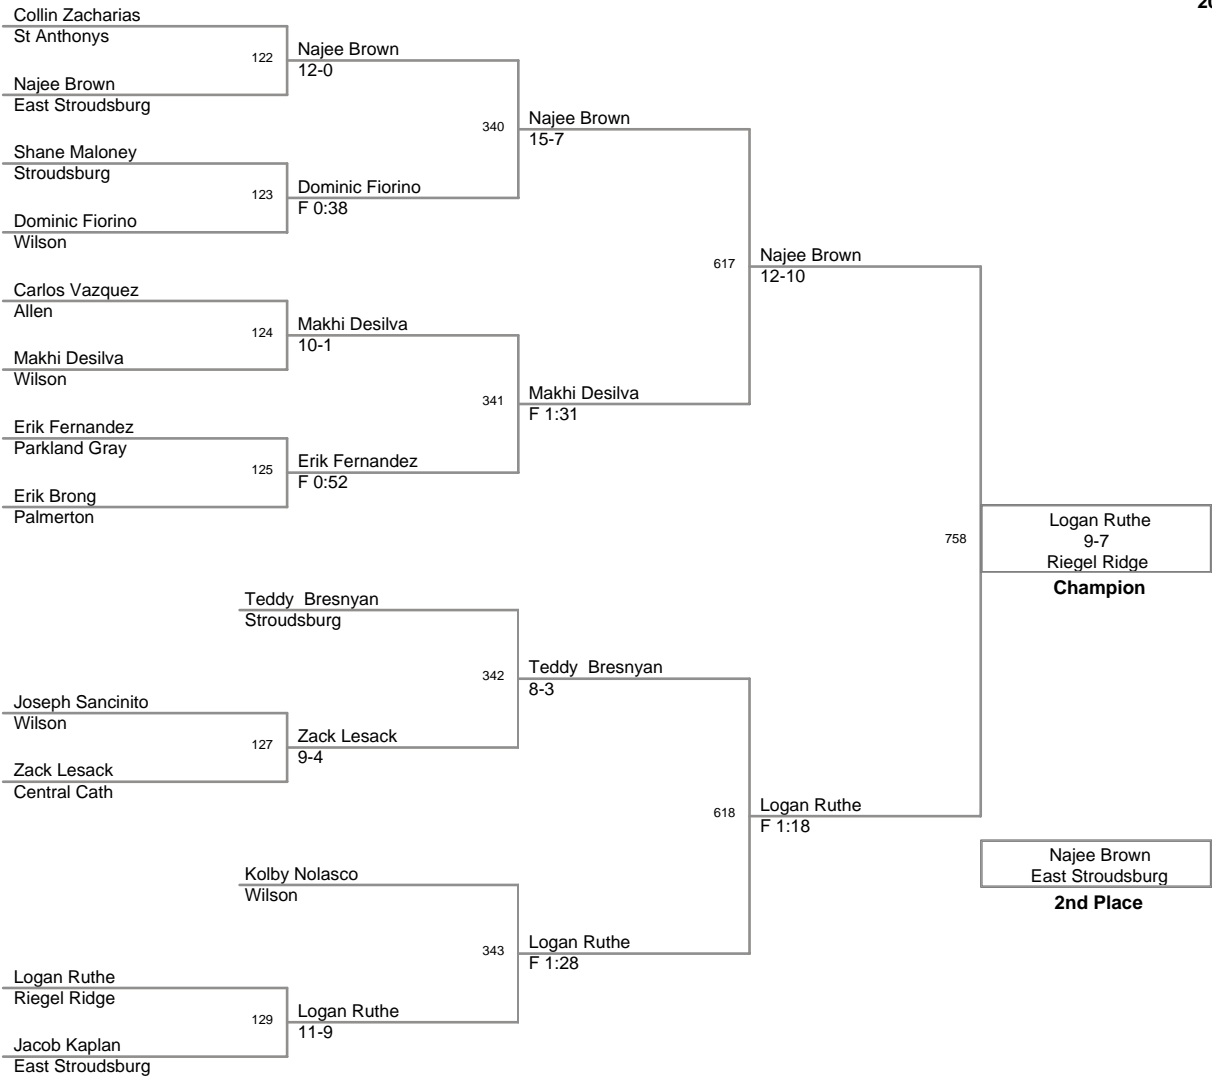 20
Collin Zacharias
St Anthonys
122
Najee Brown
12-0
Najee Brown
East Stroudsburg
340
Najee Brown
15-7
Shane Maloney
Stroudsburg
123
Dominic Fiorino
F 0:38
Dominic Fiorino
Wilson
617
Najee Brown
12-10
Carlos Vazquez
Allen
124
Makhi Desilva
10-1
Makhi Desilva
Wilson
341
Makhi Desilva
F 1:31
Erik Fernandez
Parkland Gray
125
Erik Fernandez
F 0:52
Erik Brong
Palmerton
758
Logan Ruthe
9-7
Riegel Ridge
Champion
Teddy  Bresnyan
Stroudsburg
342
Teddy  Bresnyan
8-3
Joseph Sancinito
Wilson
127
Zack Lesack
9-4
Zack Lesack
Central Cath
618
Logan Ruthe
F 1:18
Najee Brown
East Stroudsburg
2nd Place
Kolby Nolasco
Wilson
343
Logan Ruthe
F 1:28
Logan Ruthe
Riegel Ridge
129
Logan Ruthe
11-9
Jacob Kaplan
East Stroudsburg